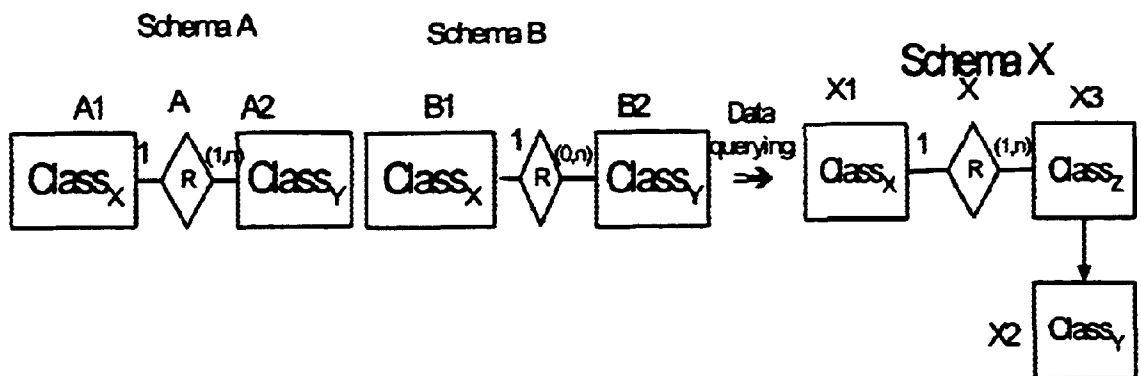 Schema A
Schema B
Schema X
A1
A
A2
B1
B2
Data
querying
X1
X
X3
Class_X
1
R
(1,n)
Class_Y
Class_X
1
R
(0,n)
Class_Y
⇒
Class_X
1
R
(1,n)
Class_Z
X2
Class_Y